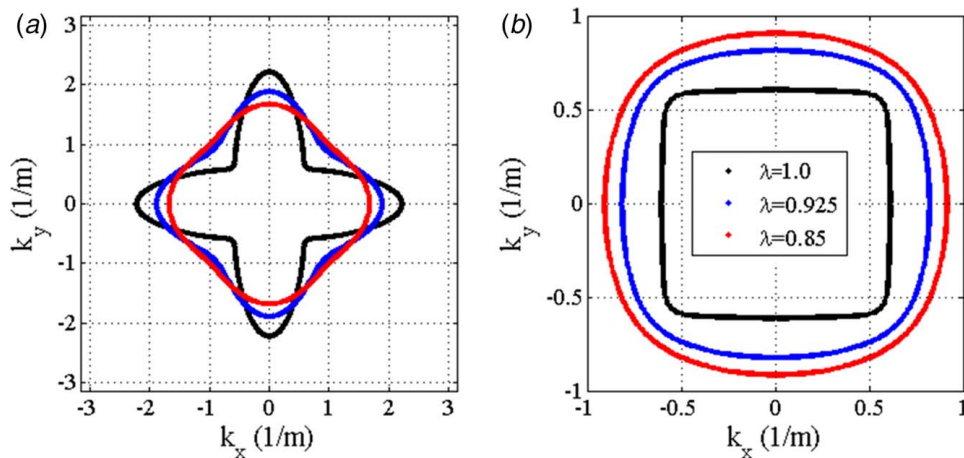 (a)
3
2
1
0
-1
-2
-3
k_y (1/m)
-3 -2 -1 0 1 2 3
k_x (1/m)
(b)
1
0.5
0
-0.5
-1
k_y (1/m)
λ=1.0
λ=0.925
λ=0.85
-1 -0.5 0 0.5 1
k_x (1/m)